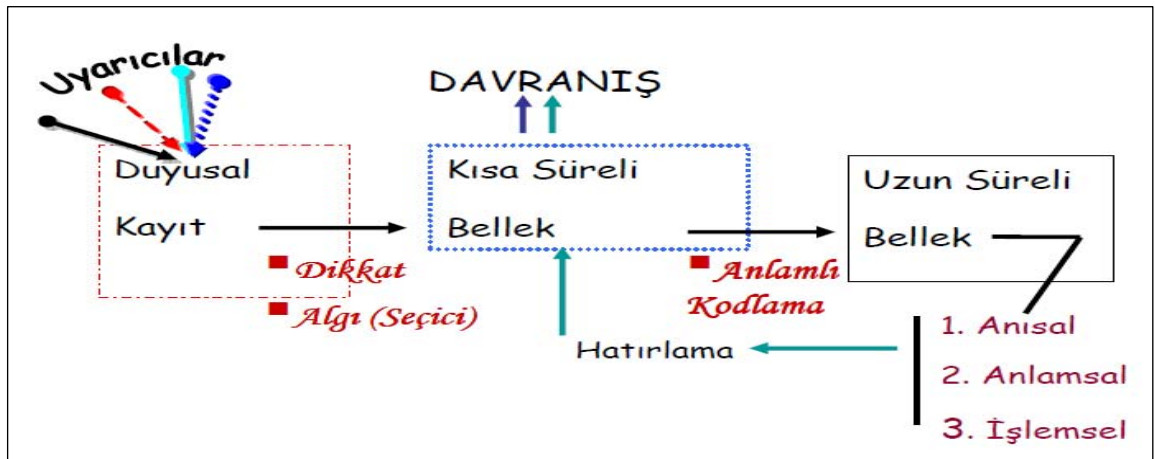 Uyarıcılar
DAVRANIŞ
Duyusal
Kayıt
Kısa Süreli
Bellek
Uzun Süreli
Bellek
Dikkat
Algı (Seçici)
Anlamlı
Kodlama
Hatırlama
1. Anısal
2. Anlamsal
3. İşlemsel